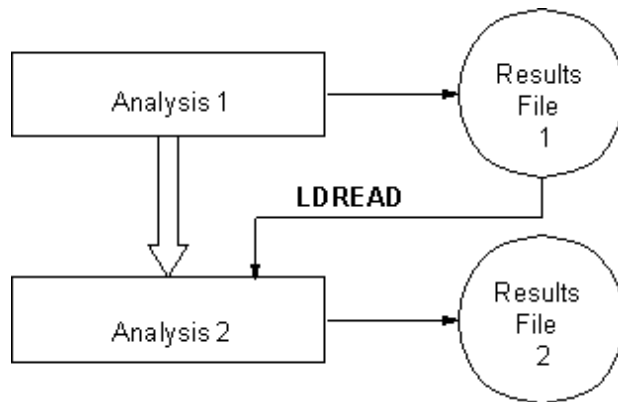 Analysis 1
Results
File
1
LDREAD
Analysis 2
Results
File
2